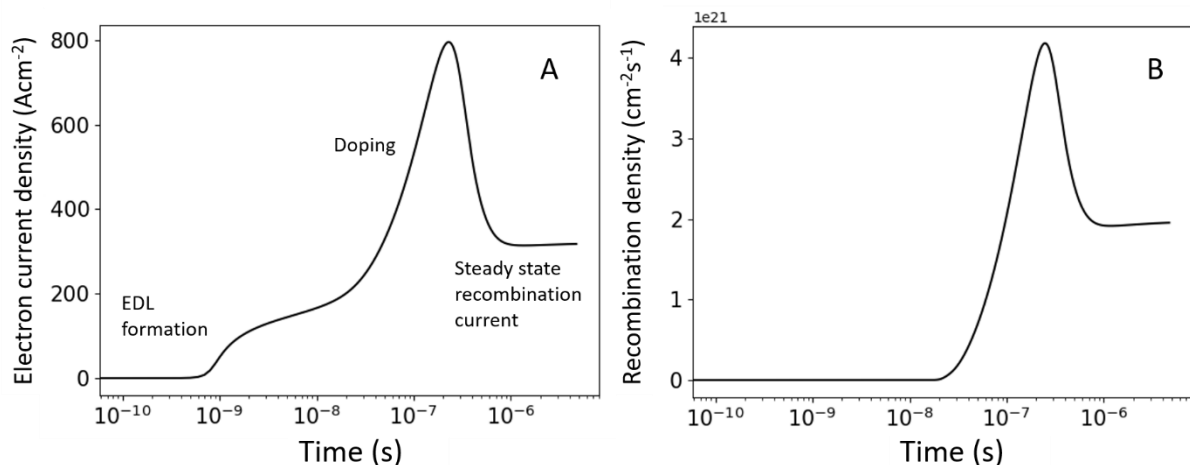 1e21
800
600
400
200
0
A
Doping
EDL
formation
Steady state
recombination
current
Electron current density (Acm⁻²)
10⁻¹⁰ 10⁻⁹ 10⁻⁸ 10⁻⁷ 10⁻⁶
Time (s)
B
4
3
2
1
0
Recombination density (cm⁻²s⁻¹)
10⁻¹⁰ 10⁻⁹ 10⁻⁸ 10⁻⁷ 10⁻⁶
Time (s)